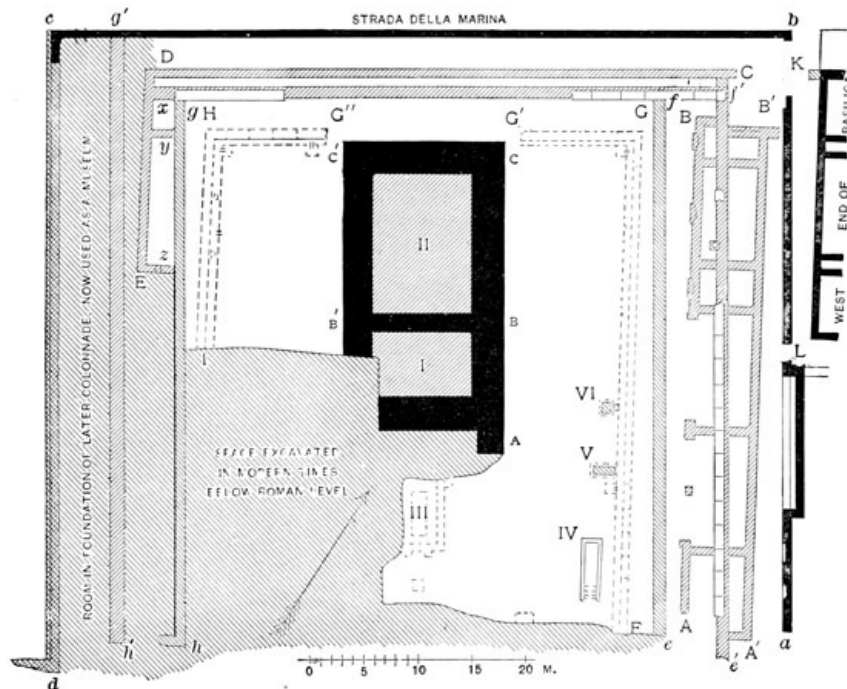 c g′ STRADA DELLA MARINA b
D C K
x g H G″ G′ G f f′ B B′
y C′ C
BASILICA
II
END OF
z
E
B′ B
WEST
I I L
VI
A
SPACE EXCAVATED
IN MODERN TIMES
BELOW ROMAN LEVEL
V
III
IV
ROOM IN FOUNDATION OF LATER COLONNADE NOW USED AS A MUSEUM
A
h′ h F e e′ A′ a
d
0 5 10 15 20 M.